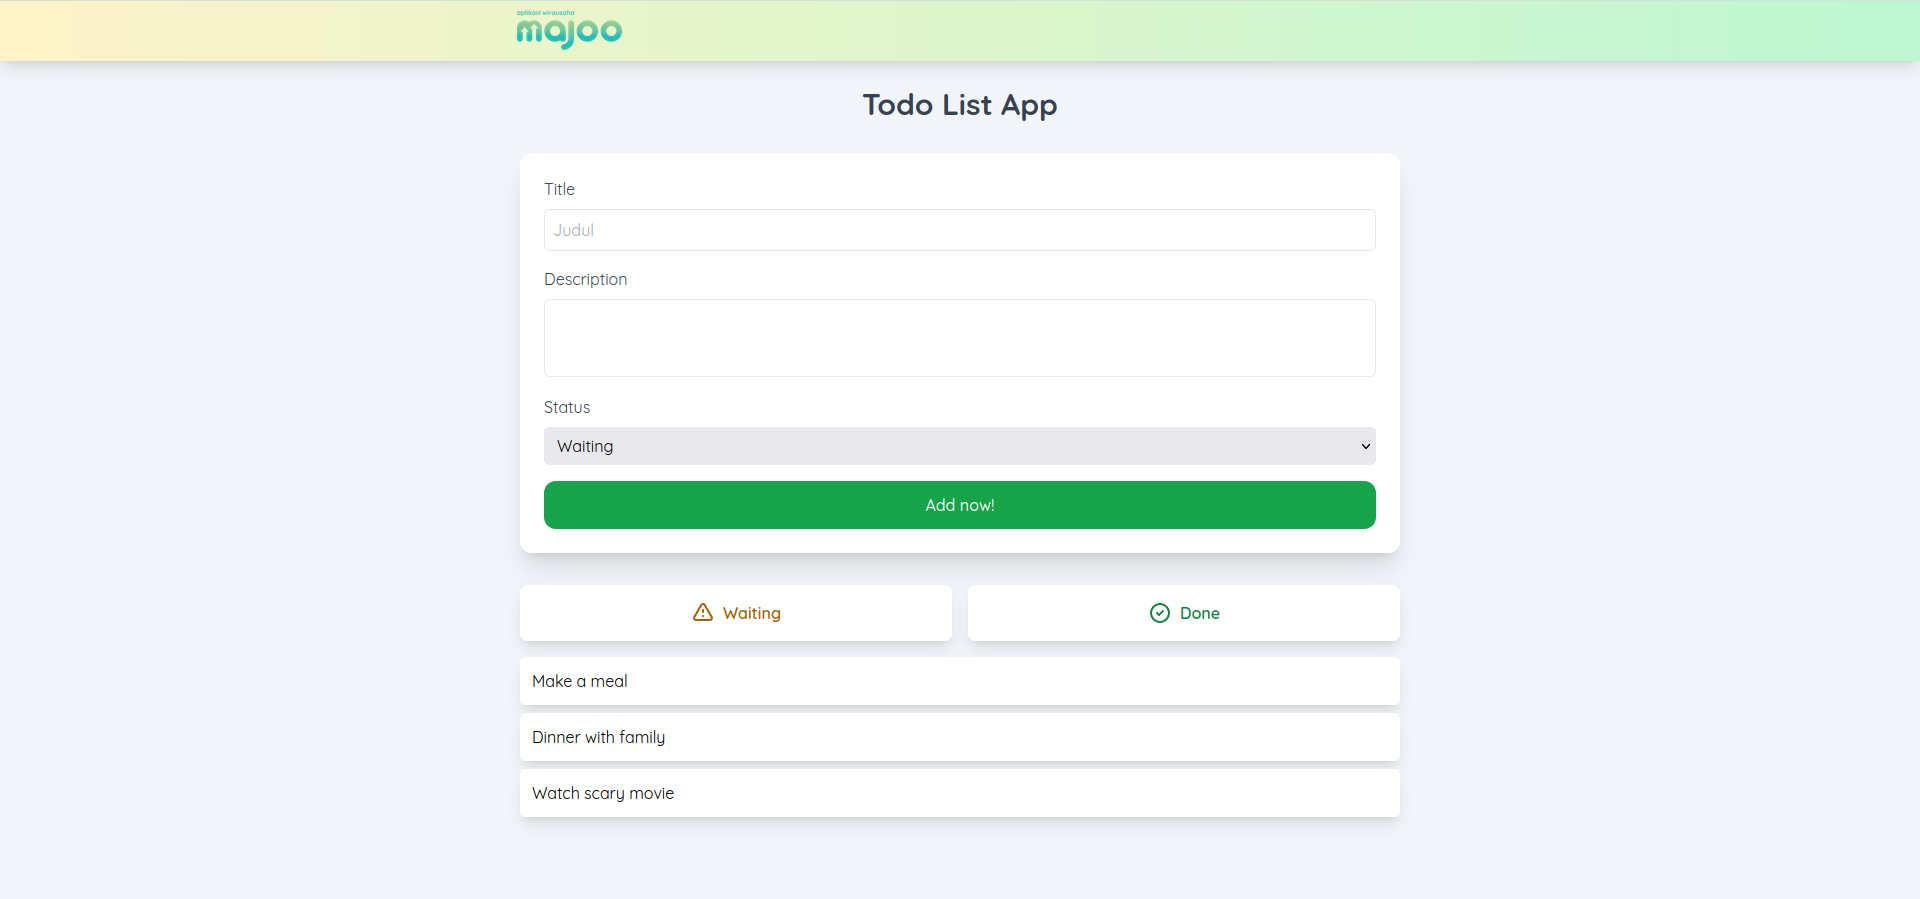 aplikasi wirausaha
majoo
Todo List App
Title
Judul
Description
Status
Waiting
Add now!
Waiting
Done
Make a meal
Dinner with family
Watch scary movie